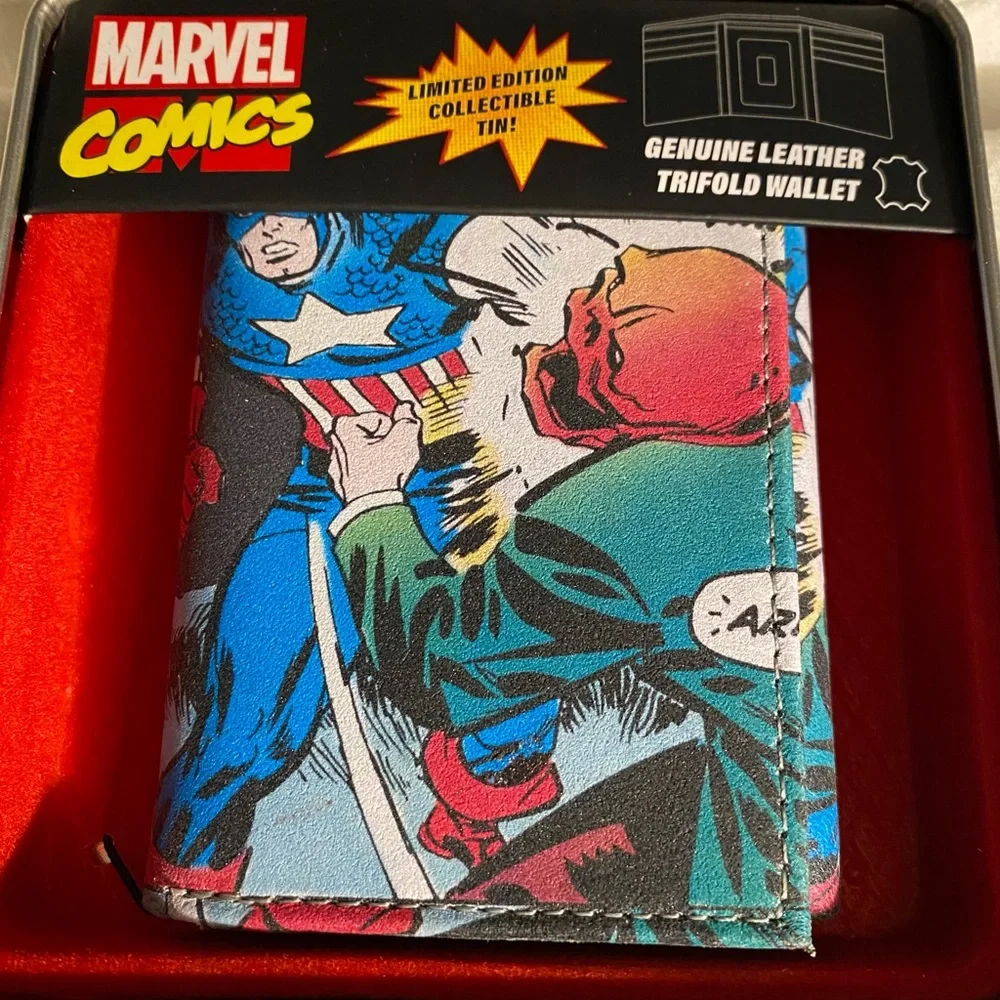 MARVEL
COMICS
LIMITED EDITION
COLLECTIBLE
TIN!
GENUINE LEATHER
TRIFOLD WALLET